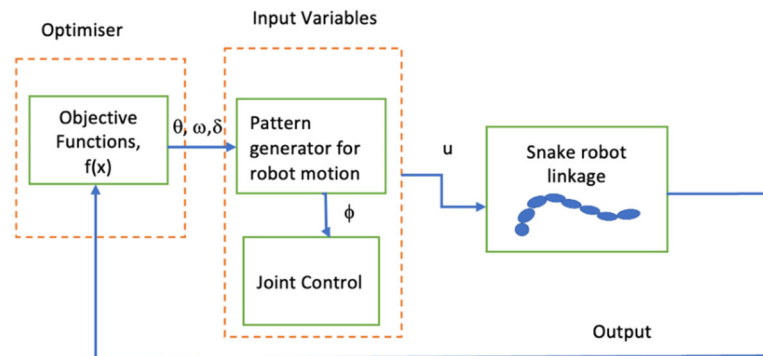 Optimiser
Input Variables
Objective
Functions,
f(x)
θ, ω,δ
Pattern
generator for
robot motion
u
Snake robot
linkage
ϕ
Joint Control
Output